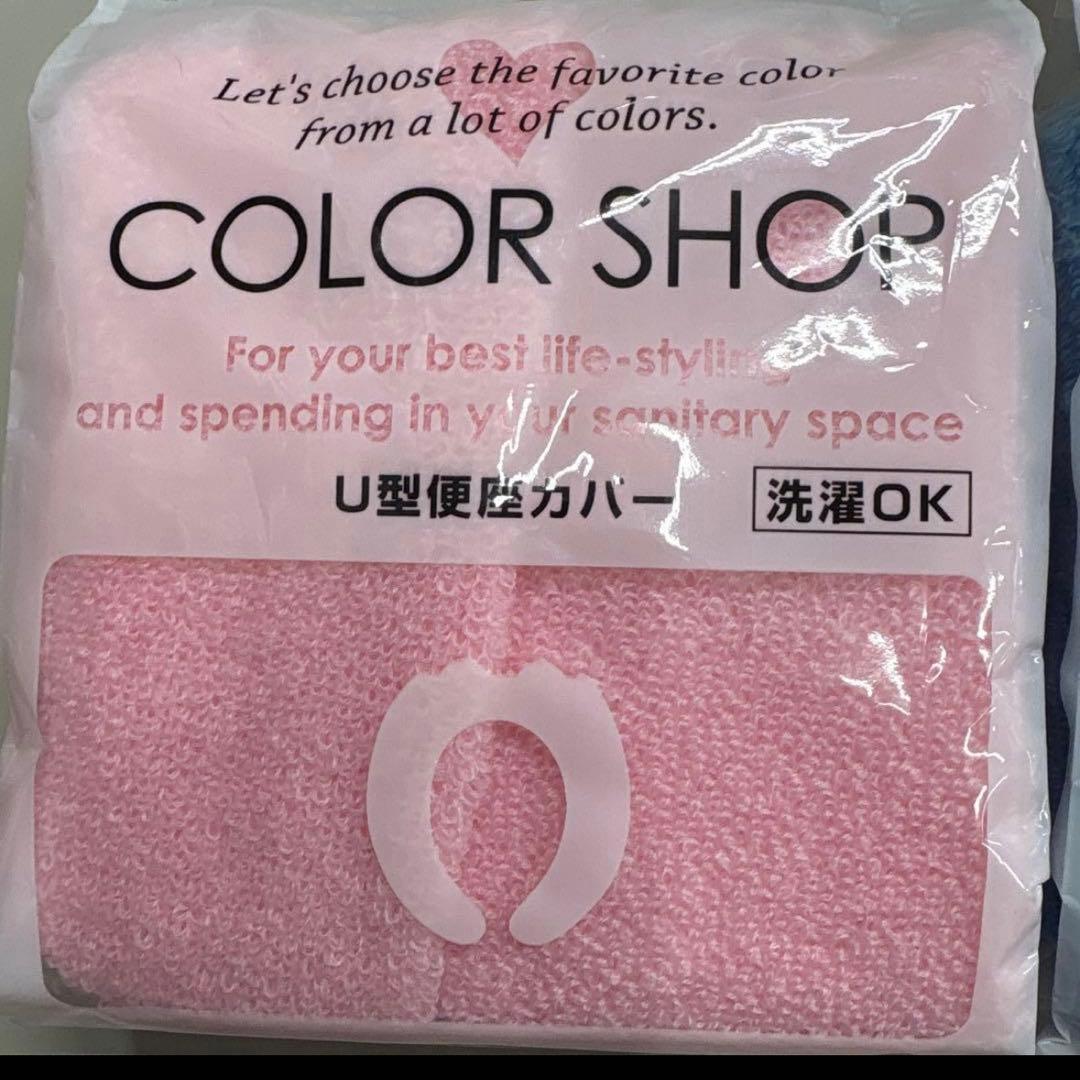 Let's choose the favorite color
from a lot of colors.
COLOR SHOP
For your best life-styling
and spending in your sanitary space
U型便座カバー
洗濯OK